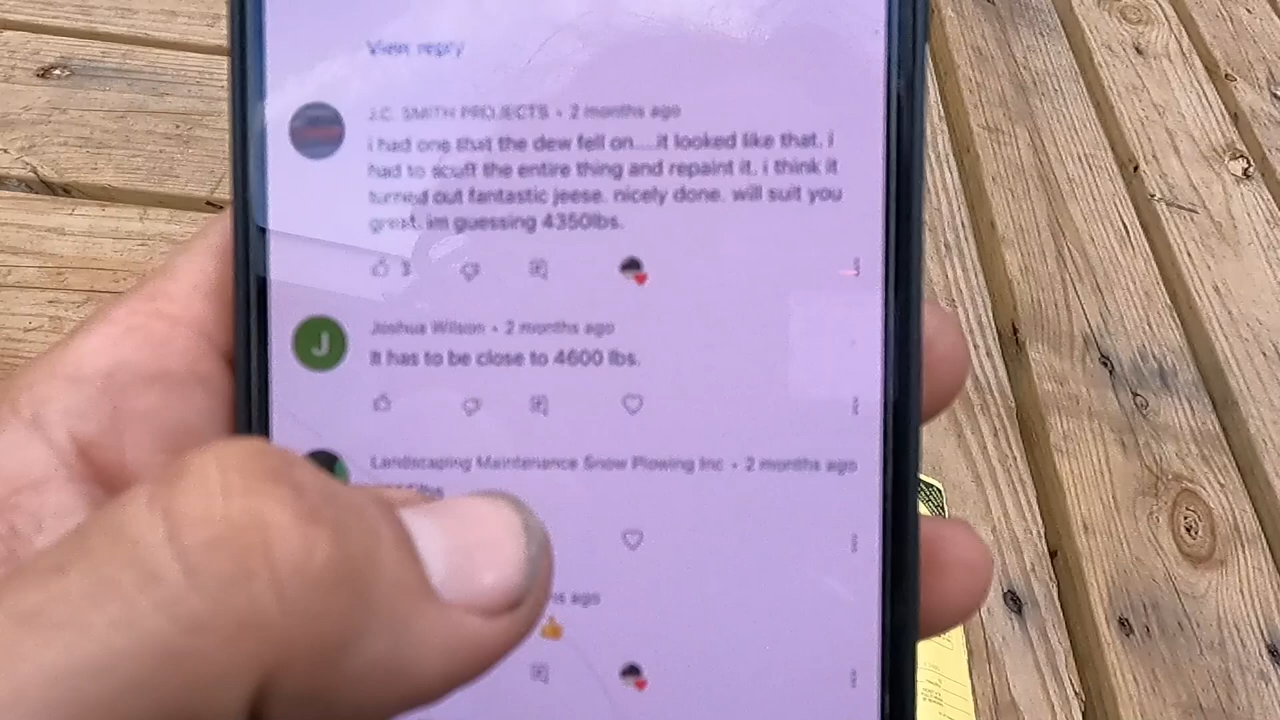 View reply
J.C. SMITH PROJECTS • 2 months ago
i had one that the dew fell on....it looked like that. i
had to scuff the entire thing and repaint it. i think it
turned out fantastic jeese. nicely done. will suit you
great. im guessing 4350lbs.
3
J
Joshua Wilson • 2 months ago
It has to be close to 4600 lbs.
Landscaping Maintenance Snow Plowing Inc • 2 months ago
ago